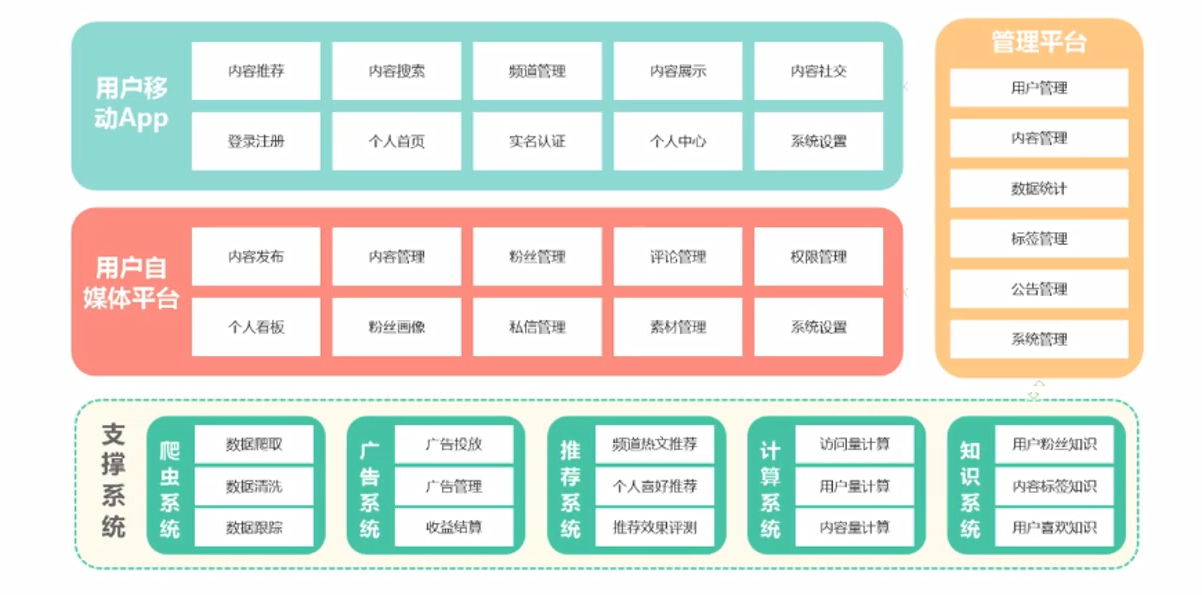 用户移
动App
内容推荐
内容搜索
频道管理
内容展示
内容社交
登录注册
个人首页
实名认证
个人中心
系统设置
管理平台
用户管理
内容管理
数据统计
标签管理
公告管理
系统管理
用户自
媒体平台
内容发布
内容管理
粉丝管理
评论管理
权限管理
个人看板
粉丝画像
私信管理
素材管理
系统设置
支撑系统
爬虫系统
数据爬取
数据清洗
数据跟踪
广告系统
广告投放
广告管理
收益结算
推荐系统
频道热文推荐
个人喜好推荐
推荐效果评测
计算系统
访问量计算
用户量计算
内容量计算
知识系统
用户粉丝知识
内容标签知识
用户喜欢知识